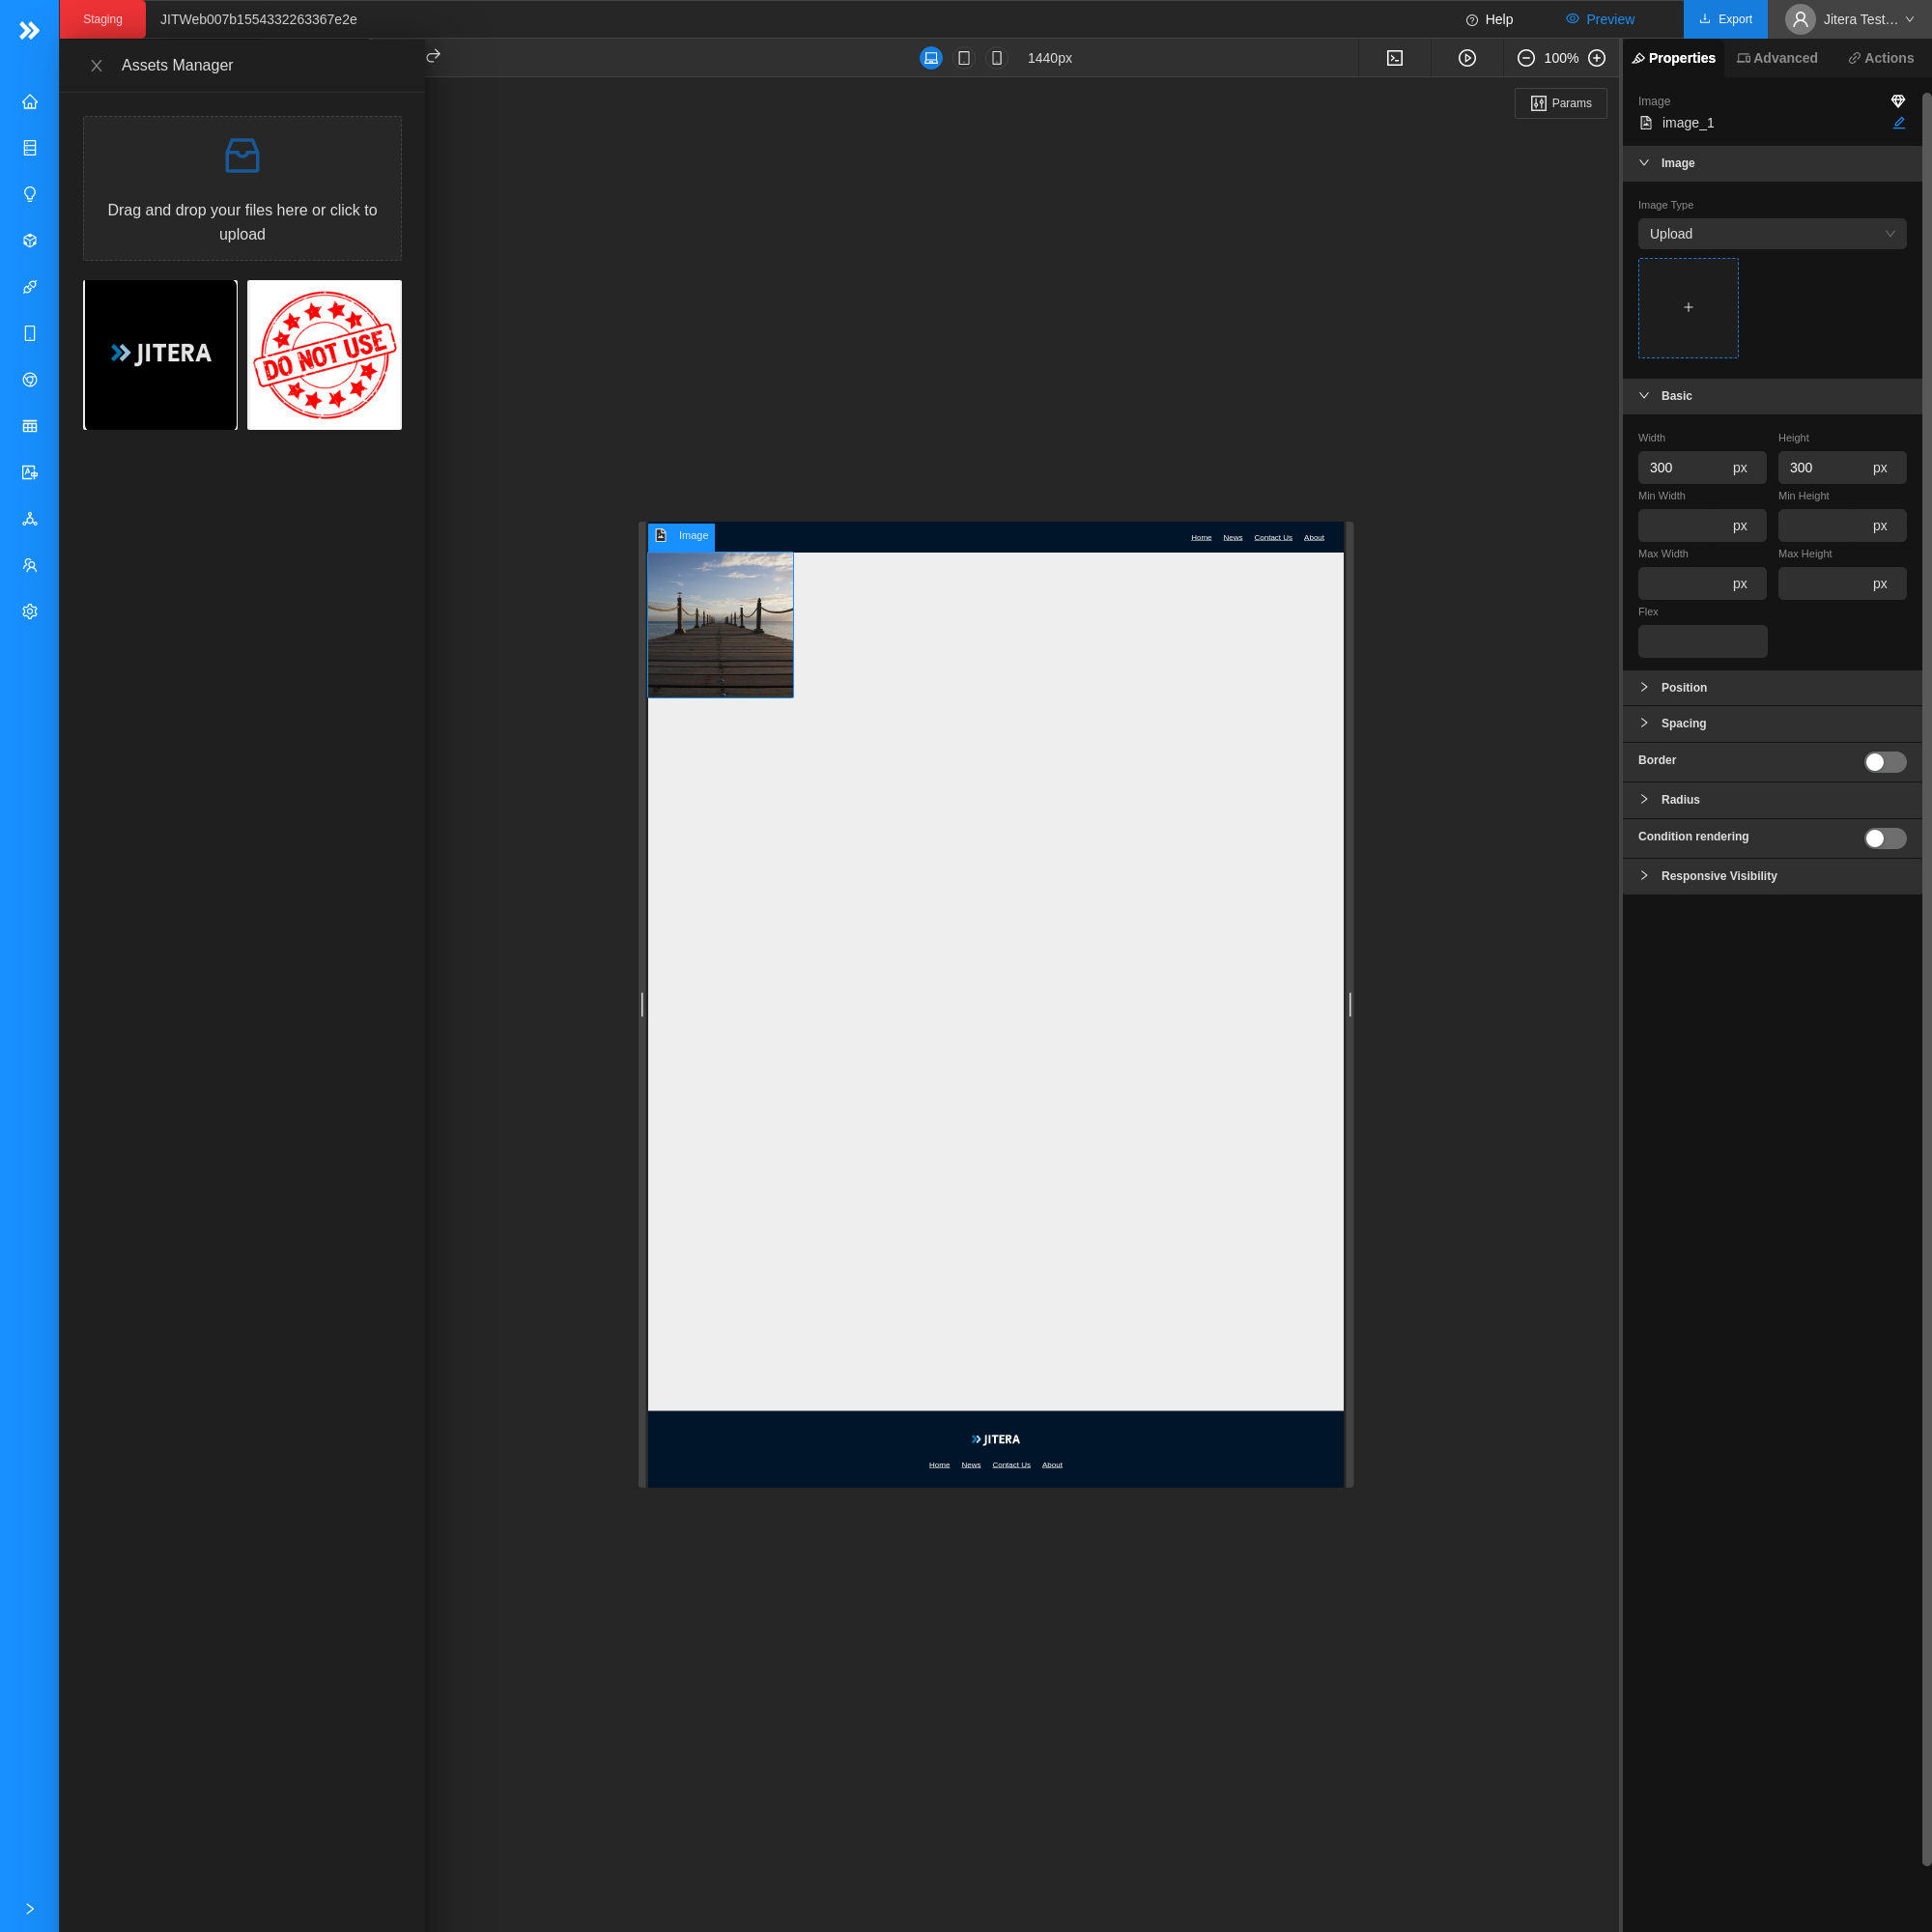 Staging
JITWeb007b1554332263367e2e
Help
Preview
Export
Jitera Test...
Assets Manager
1440px
100%
Properties
Advanced
Actions
Params
Drag and drop your files here or click to
upload
JITERA
DO NOT USE
Image
image_1
Image
Image Type
Upload
+
Basic
Width
Height
300 px
300 px
Min Width
Min Height
px
px
Max Width
Max Height
px
px
Flex
Position
Spacing
Border
Radius
Condition rendering
Responsive Visibility
Image
Home News Contact Us About
JITERA
Home News Contact Us About